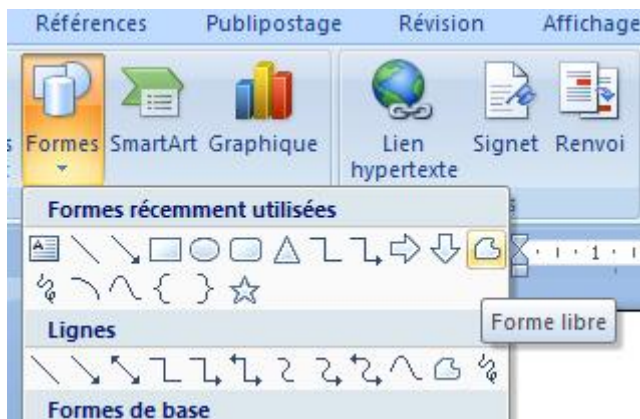 Références Publipostage Révision Affichage
Formes SmartArt Graphique Lien hypertexte Signet Renvoi
Formes récemment utilisées
A
1
Forme libre
Lignes
Formes de base